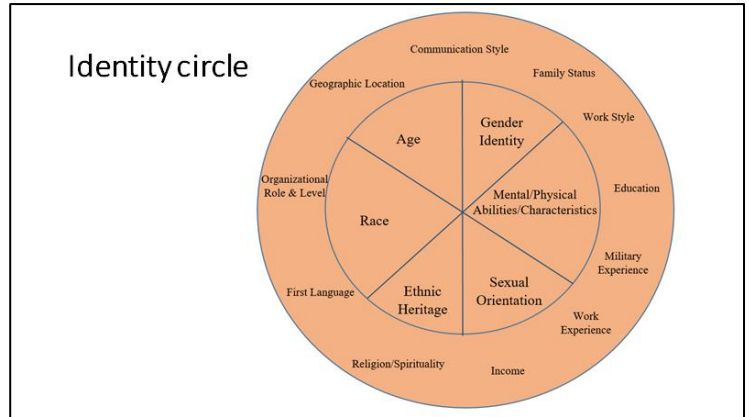 Identity circle
Communication Style
Family Status
Geographic Location
Work Style
Age
Gender
Identity
Organizational
Role & Level
Mental/Physical
Abilities/Characteristics
Education
Race
Military
Experience
First Language
Ethnic
Heritage
Sexual
Orientation
Work
Experience
Religion/Spirituality
Income